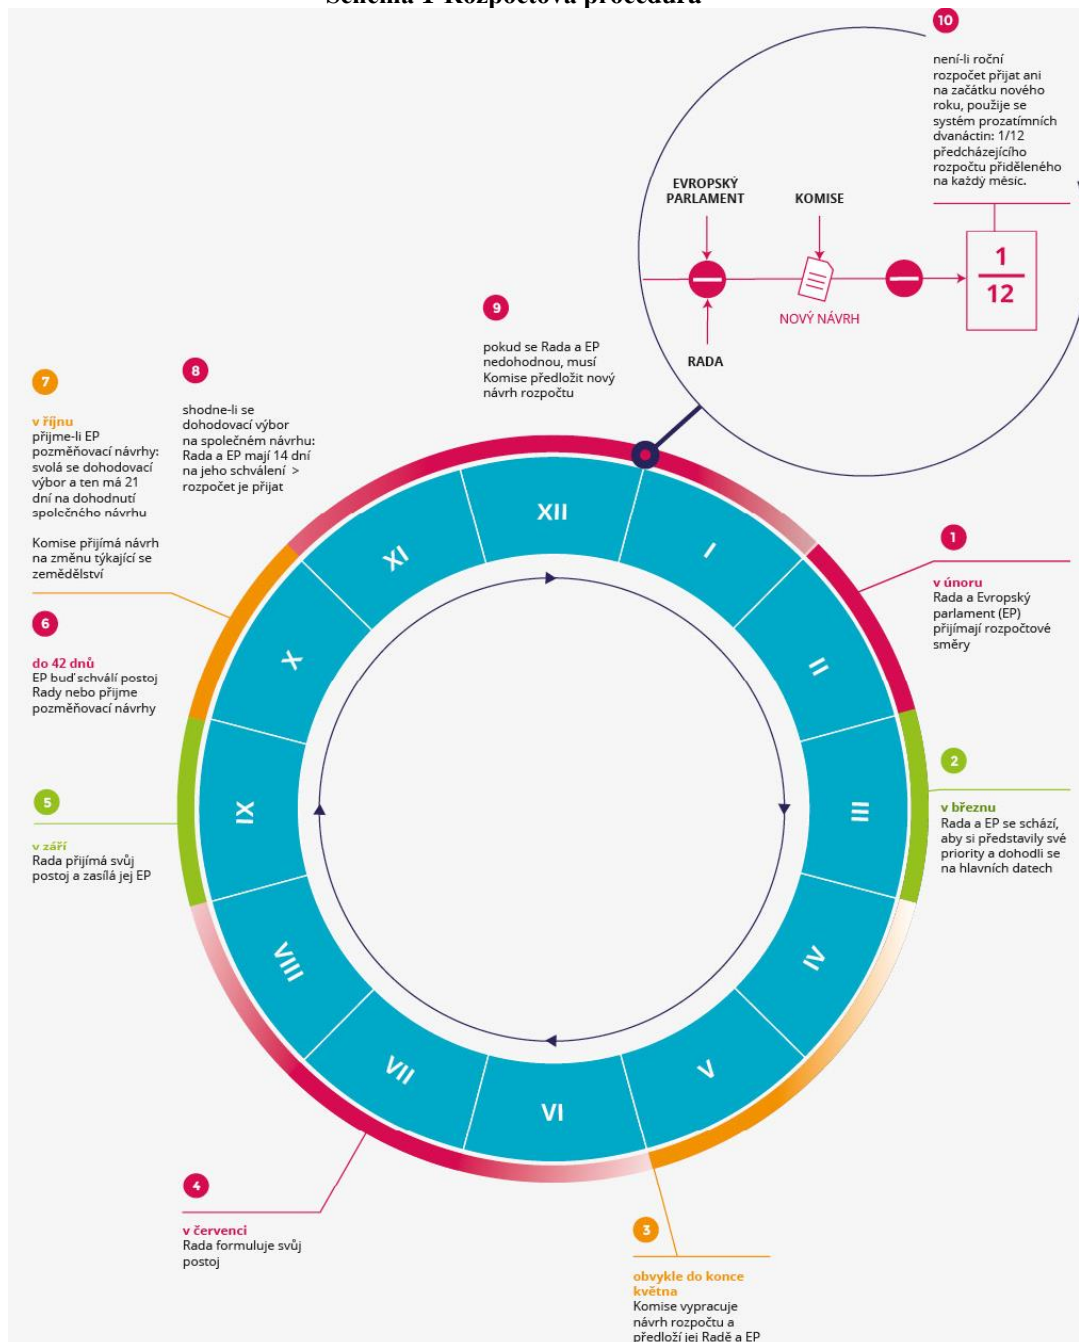 Schéma 1 Rozpočtová procedura
10
není-li roční
rozpočet přijat ani
na začátku nového
roku, použije se
systém prozatímních
dvanáctin: 1/12
předcházejícího
rozpočtu přiděleného
na každý měsíc.
EVROPSKÝ
PARLAMENT
KOMISE
1
12
NOVÝ NÁVRH
RADA
9
pokud se Rada a EP
nedohodnou, musí
Komise předložit nový
návrh rozpočtu
8
shodne-li se
dohodovací výbor
na společném návrhu:
Rada a EP mají 14 dní
na jeho schválení >
rozpočet je přijat
7
v říjnu
přijme-li EP
pozměňovací návrhy:
svolá se dohodovací
výbor a ten má 21
dní na dohodnutí
společného návrhu
Komise přijímá návrh
na změnu týkající se
zemědělství
6
do 42 dnů
EP buď schválí postoj
Rady nebo přijme
pozměňovací návrhy
5
v září
Rada přijímá svůj
postoj a zasílá jej EP
XII
I
II
III
IV
V
VI
VII
VIII
IX
X
XI
1
v únoru
Rada a Evropský
parlament (EP)
přijímají rozpočtové
směry
2
v březnu
Rada a EP se schází,
aby si představily své
priority a dohodli se
na hlavních datech
4
v červenci
Rada formuluje svůj
postoj
3
obvykle do konce
května
Komise vypracuje
návrh rozpočtu a
předloží jej Radě a EP